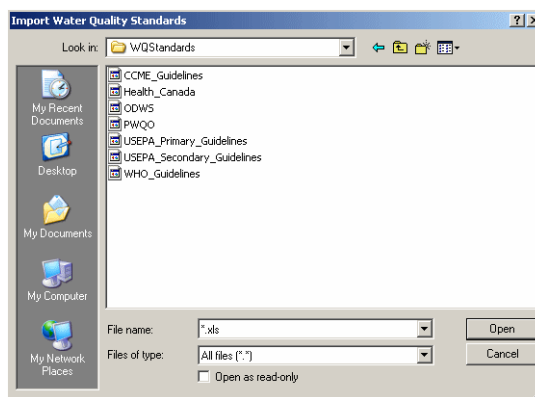 Import Water Quality Standards
Look in: WQStandards
My Recent
Documents
Desktop
My Documents
My Computer
My Network
Places
CCME_Guidelines
Health_Canada
ODWS
PWQO
USEPA_Primary_Guidelines
USEPA_Secondary_Guidelines
WHO_Guidelines
File name: *.xls Open
Files of type: All files (*.*) Cancel
Open as read-only